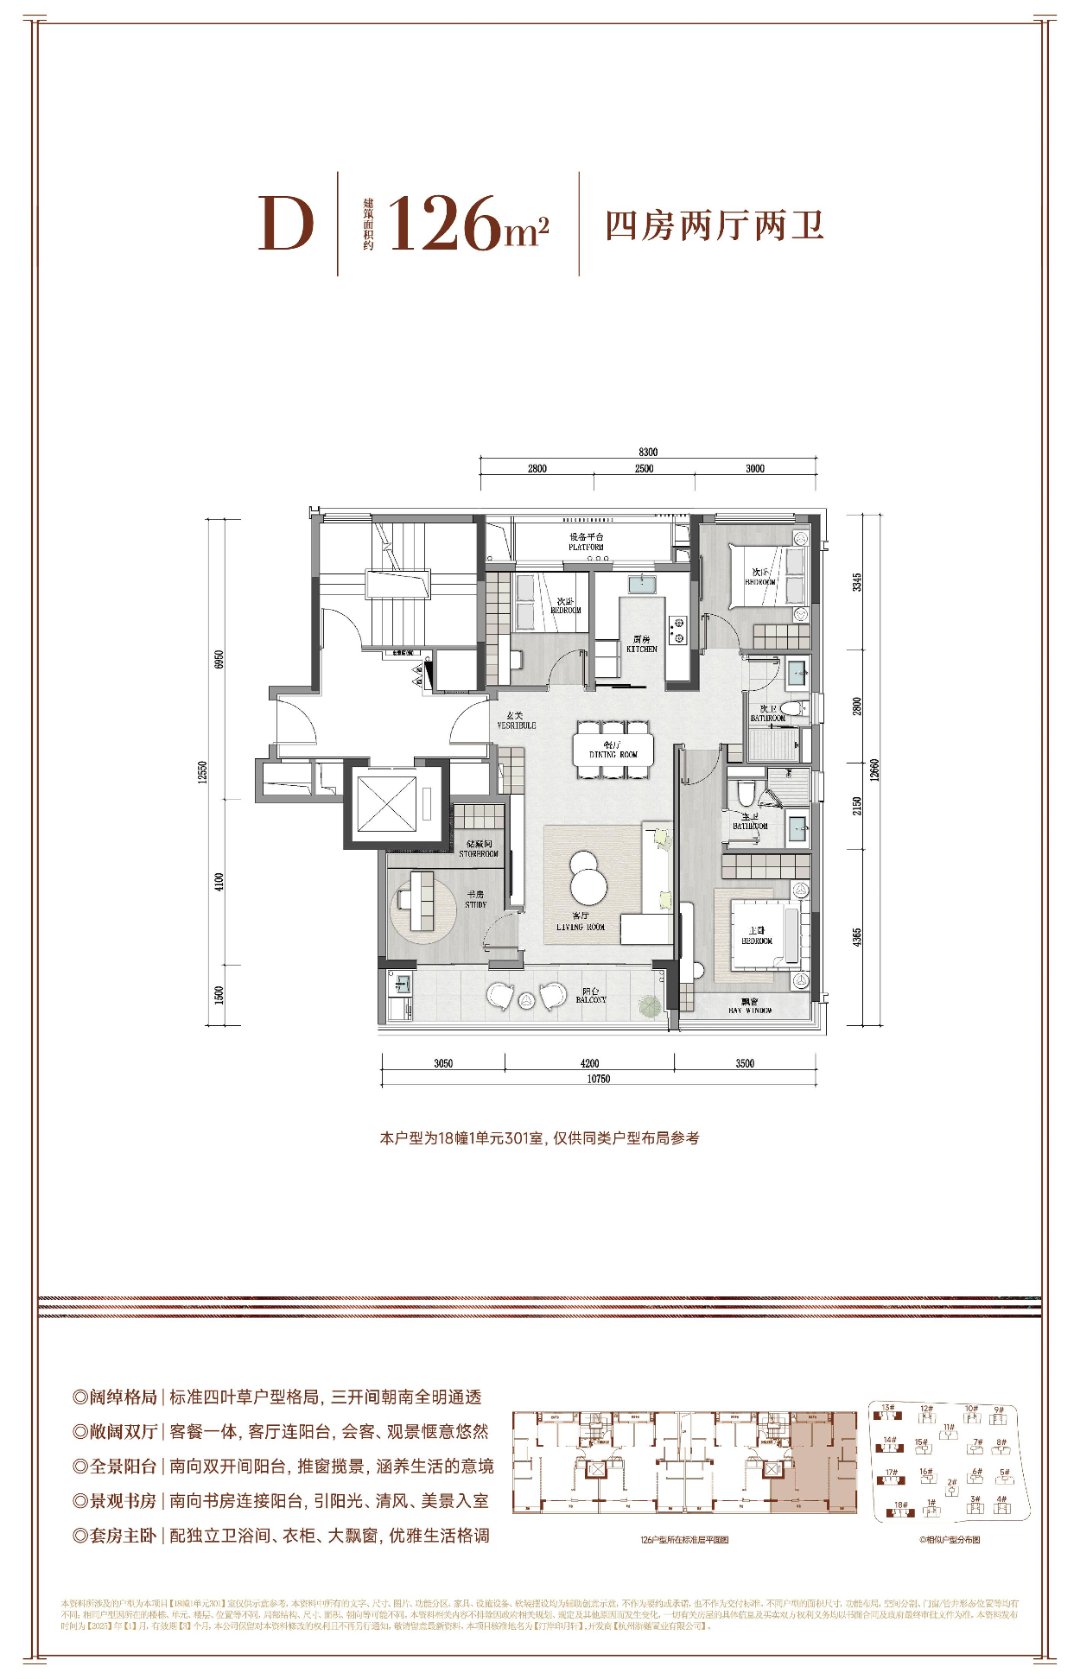 D
建筑面积约
126m²
四房两厅两卫
8300
2800 2500 3000
设备平台
PLATFORM
次卧
BEDROOM
次卧
BEDROOM
厨房
KITCHEN
玄关
VESRIBULE
餐厅
DINING ROOM
次卫
BATHROOM
主卫
BATHROOM
储藏间
STOREROOM
书房
STUDY
客厅
LIVING ROOM
主卧
BEDROOM
阳台
BALCONY
飘窗
BAY WINDOW
12550
6950
4100
1500
3345
2800
2150
4365
12660
3050 4200 3500
10750
本户型为18幢1单元301室，仅供同类户型布局参考
◎阔绰格局|标准四叶草户型格局，三开间朝南全明通透
◎敞阔双厅|客餐一体，客厅连阳台，会客、观景惬意悠然
◎全景阳台|南向双开间阳台，推窗揽景，涵养生活的意境
◎景观书房|南向书房连接阳台，引阳光、清风、美景入室
◎套房主卧|配独立卫浴间、衣柜、大飘窗，优雅生活格调
126户型所在标准层平面图
13# 12# 10# 9#
11#
14# 15# 7# 8#
17# 16# 6# 5#
2#
18# 1# 3# 4#
◎相似户型分布图